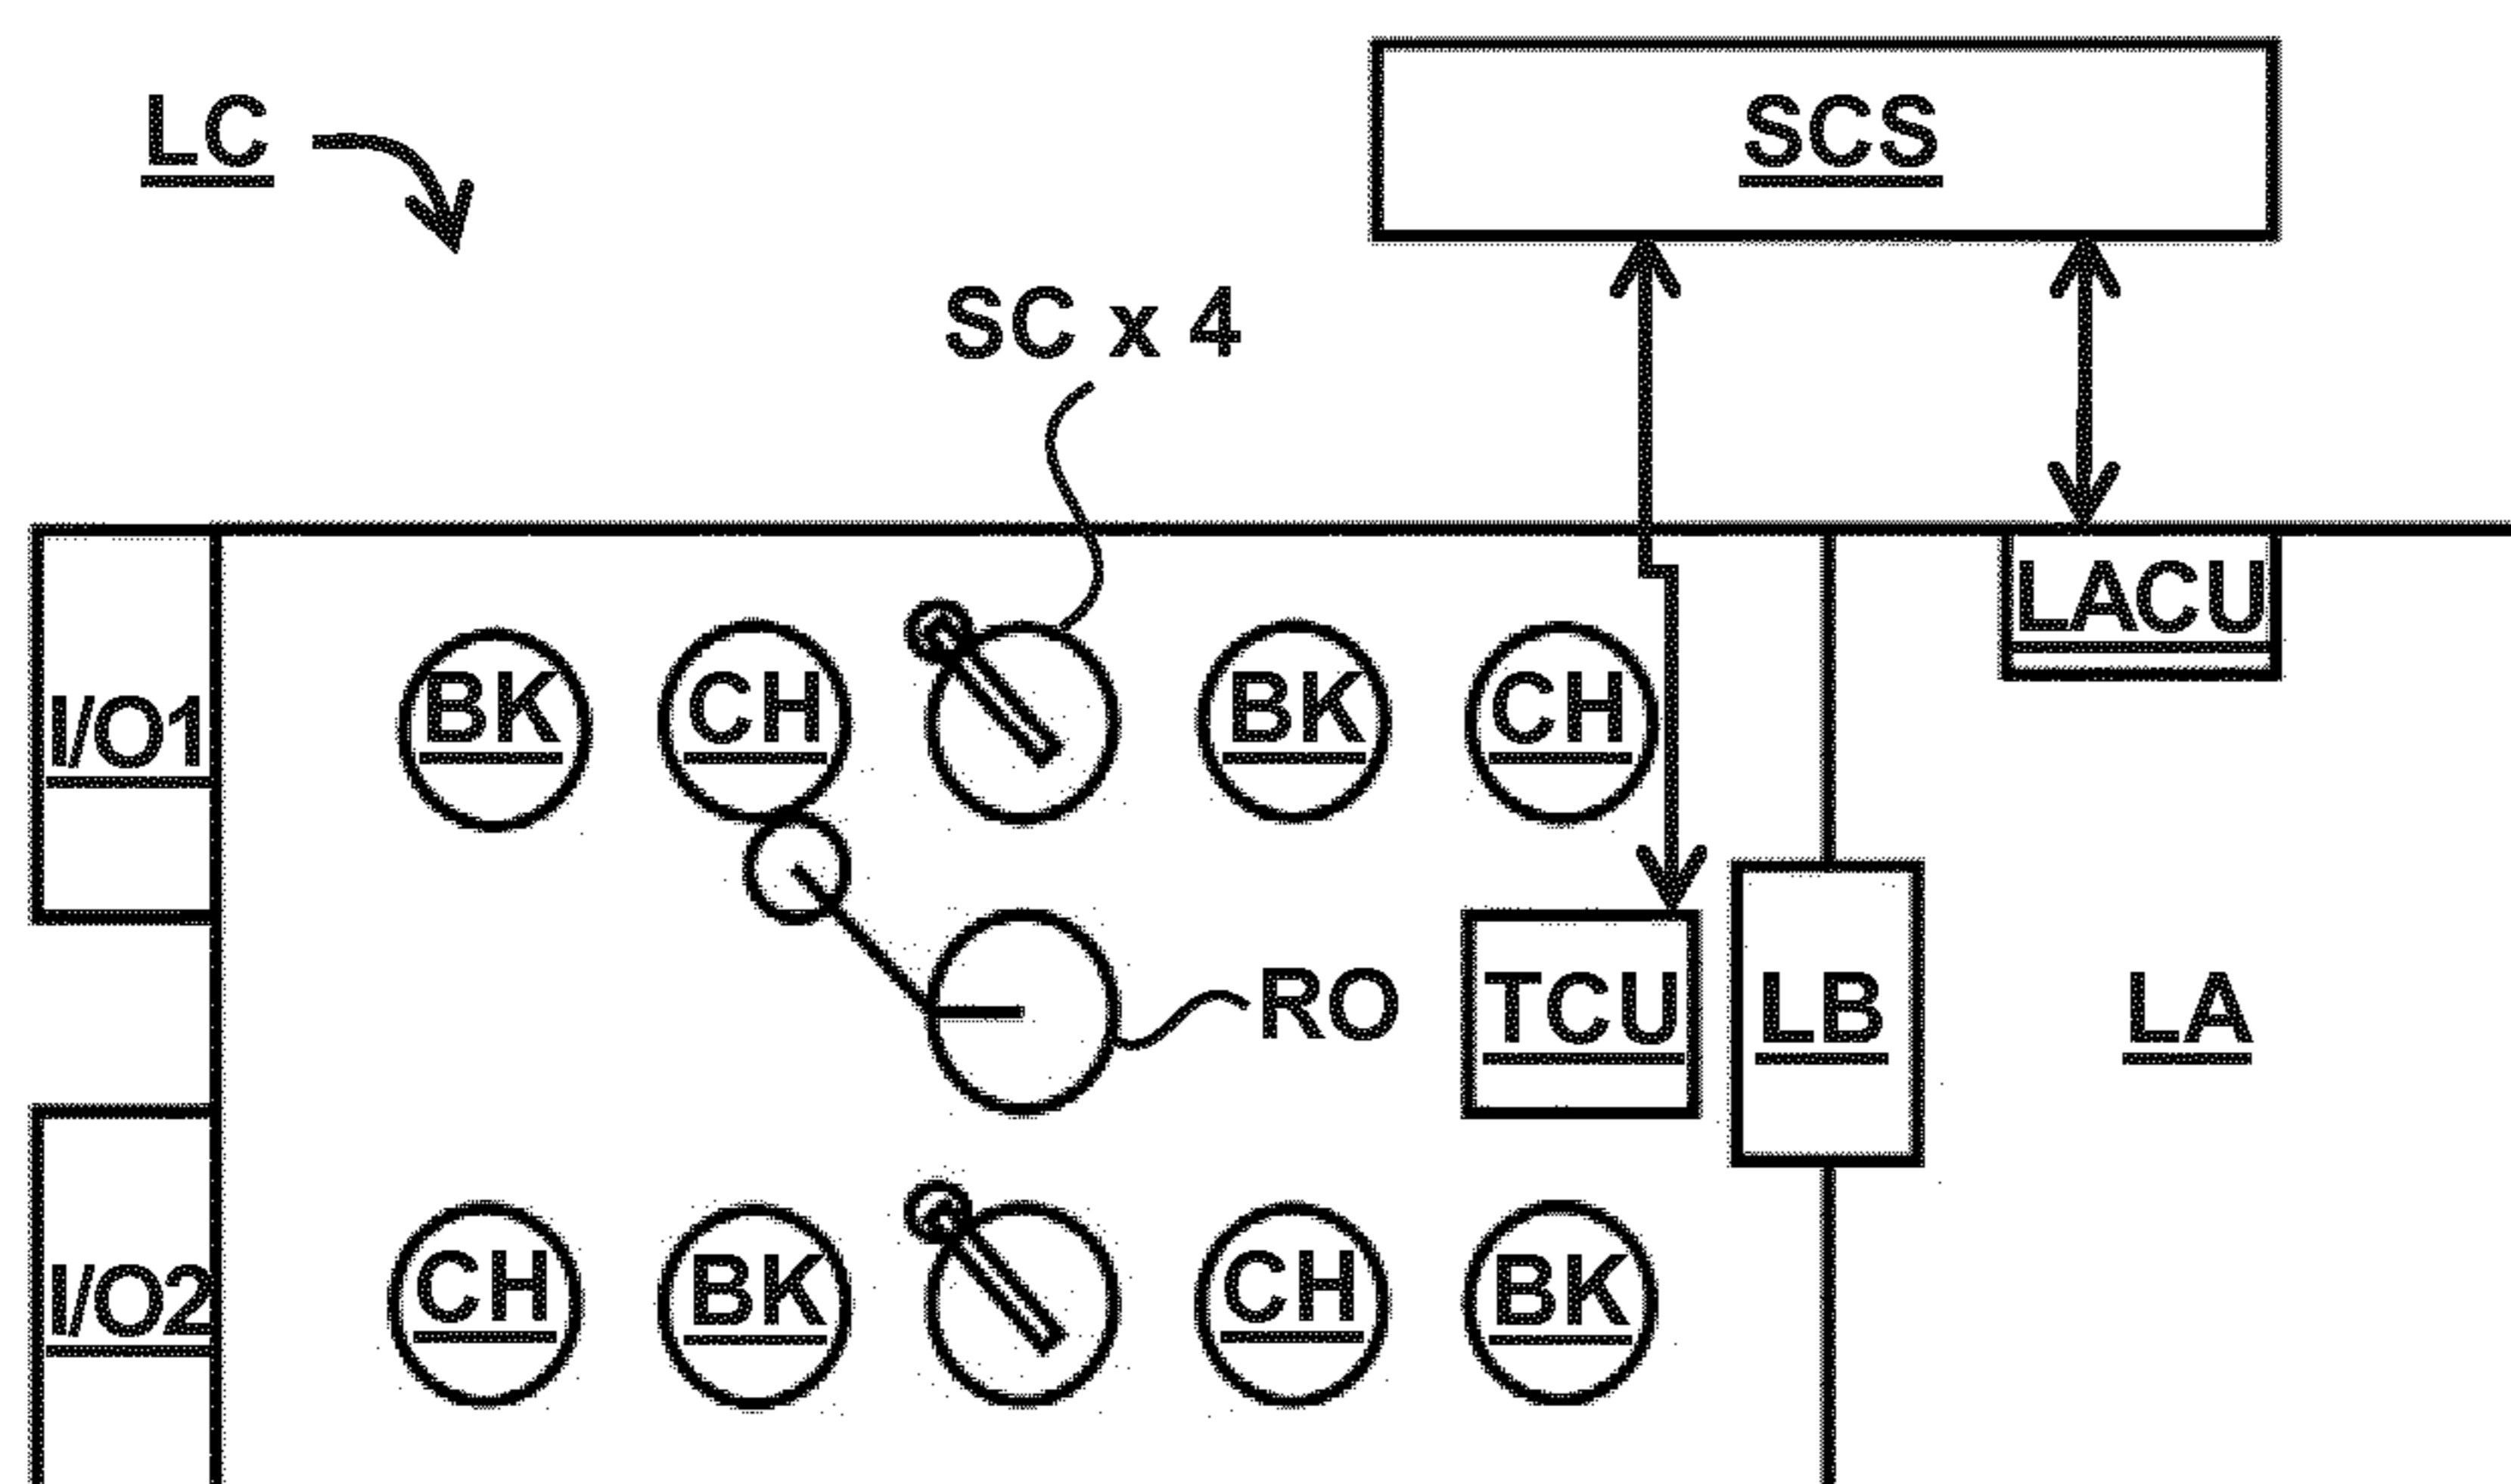 LC
SCS
SC x 4
LACU
I/O1
BK
CH
BK
CH
RO
TCU
LB
LA
I/O2
CH
BK
CH
BK